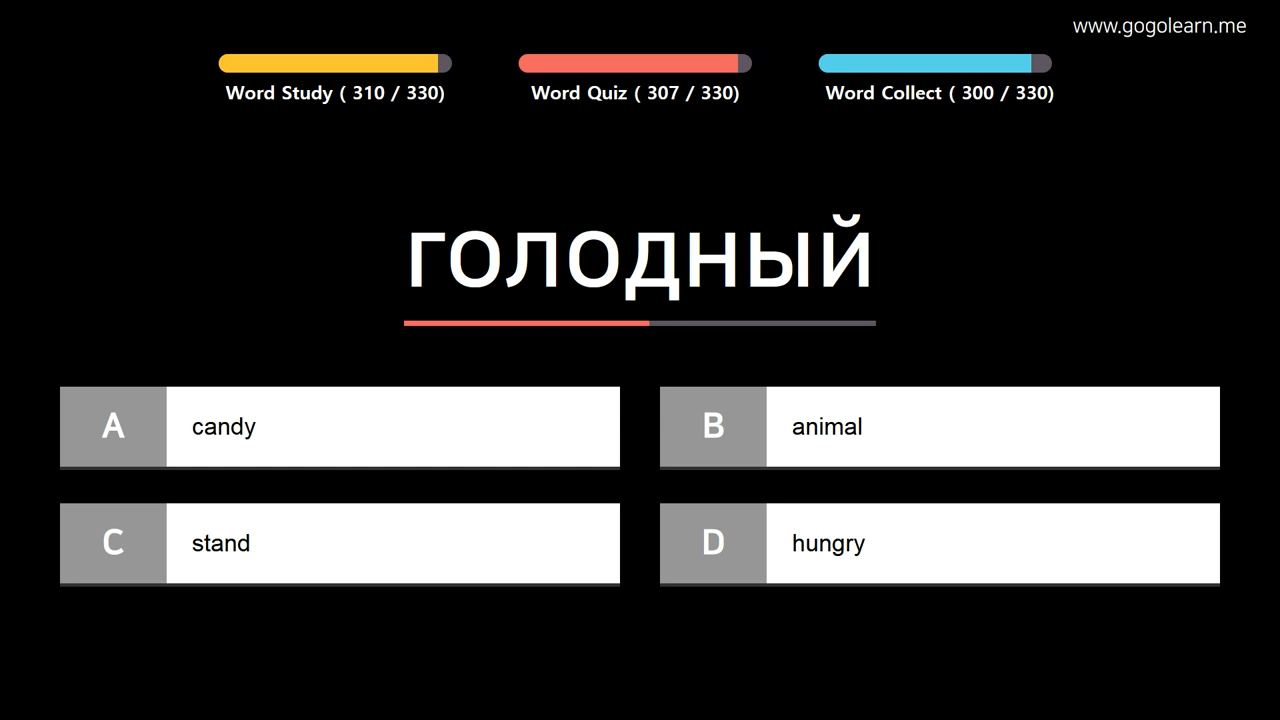 www.gogolearn.me
Word Study ( 310 / 330)
Word Quiz ( 307 / 330)
Word Collect ( 300 / 330)
голодный
A candy
B animal
C stand
D hungry